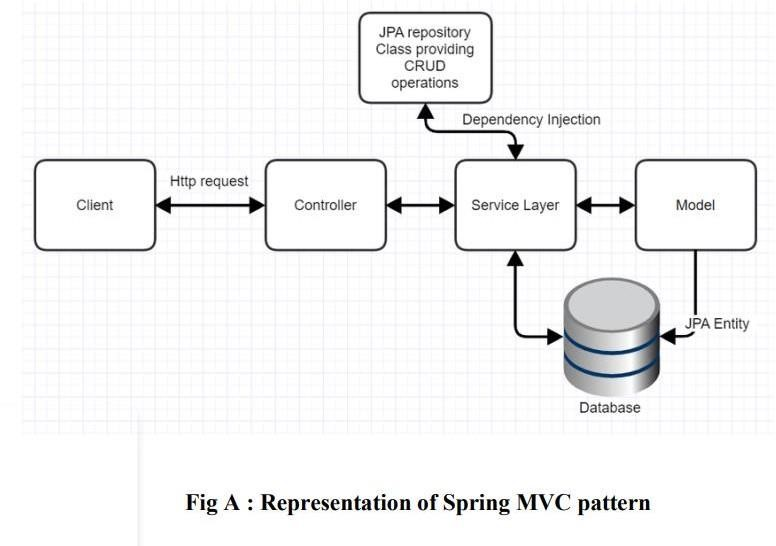 JPA repository
Class providing
CRUD
operations
Dependency Injection
Http request
Client
Controller
Service Layer
Model
JPA Entity
Database
Fig A : Representation of Spring MVC pattern